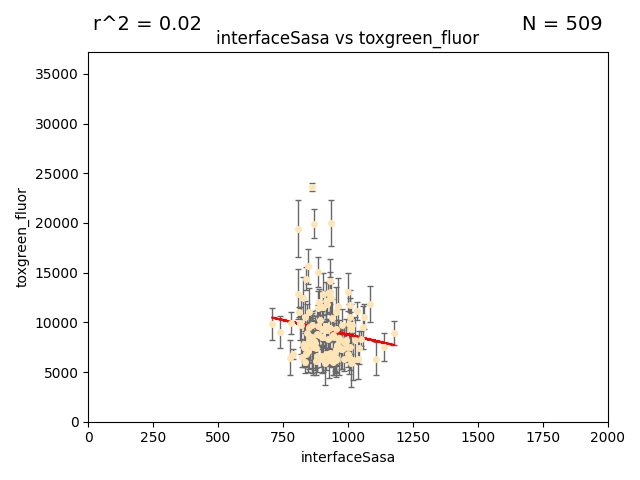 r^2 = 0.02
N = 509
interfaceSasa vs toxgreen_fluor
35000
30000
25000
20000
15000
10000
5000
0
toxgreen_fluor
0 250 500 750 1000 1250 1500 1750 2000
interfaceSasa